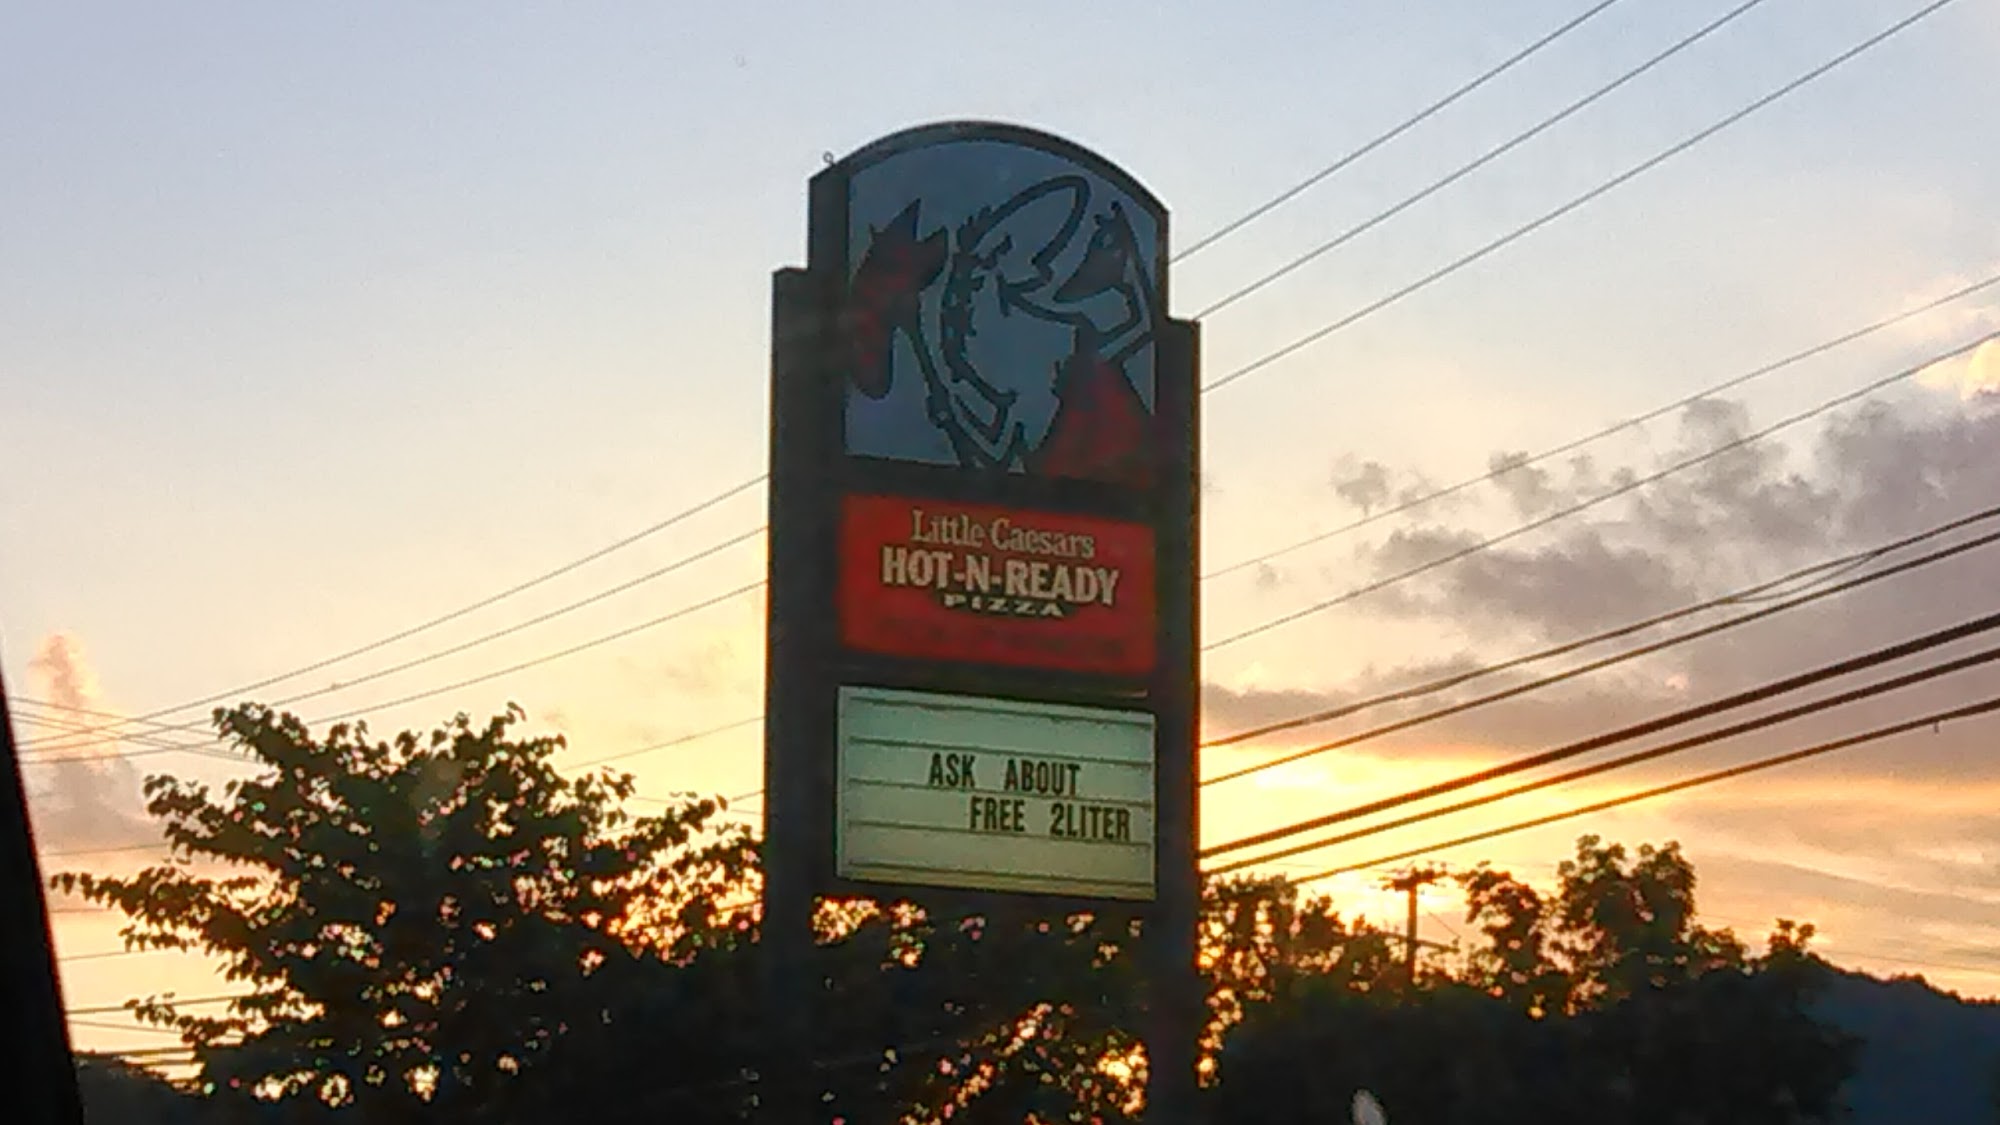 Little Caesars
HOT-N-READY
PIZZA
ASK ABOUT
FREE 2LITER